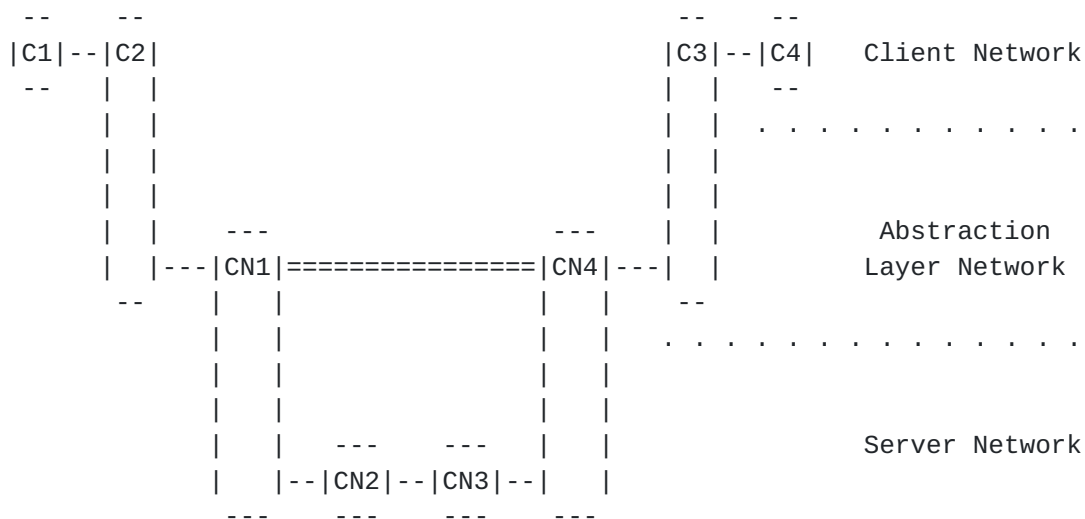 --    --                                   --    --
|C1|--|C2|                                 |C3|--|C4|   Client Network
 --   |  |                                 |  |   --
      |  |                                 |  |  . . . . . . . . . . .
      |  |                                 |  |
      |  |                                 |  |
      |  |    ---                  ---     |  |          Abstraction
      |  |---|CN1|================|CN4|---|  |         Layer Network
       --    |   |                |   |    --
             |   |                |   |   . . . . . . . . . . . . . .
             |   |                |   |
             |   |                |   |
             |   |   ---    ---   |   |                Server Network
             |   |--|CN2|--|CN3|--|   |
              ---    ---    ---    ---